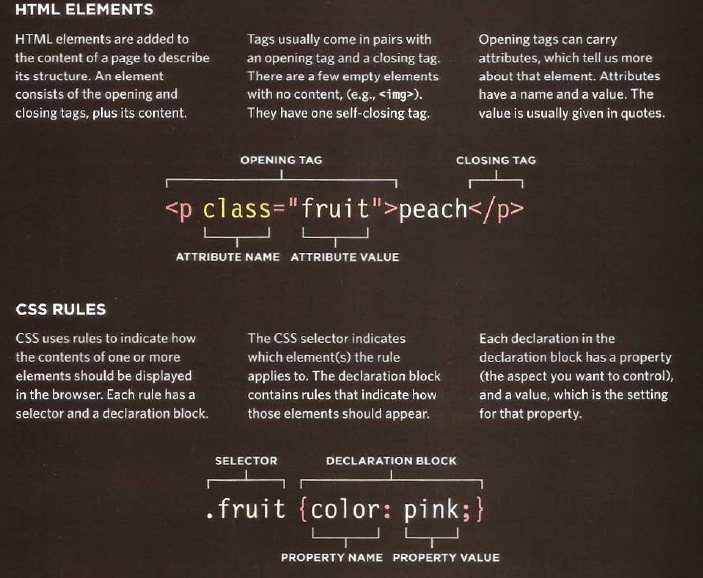 HTML ELEMENTS
HTML elements are added to
the content of a page to describe
its structure. An element
consists of the opening and
closing tags, plus its content.
Tags usually come in pairs with
an opening tag and a closing tag.
There are a few empty elements
with no content, (e.g., <img>).
They have one self-closing tag.
Opening tags can carry
attributes, which tell us more
about that element. Attributes
have a name and a value. The
value is usually given in quotes.
OPENING TAG
CLOSING TAG
<p class="fruit">peach</p>
ATTRIBUTE NAME
ATTRIBUTE VALUE
CSS RULES
CSS uses rules to indicate how
the contents of one or more
elements should be displayed
in the browser. Each rule has a
selector and a declaration block.
The CSS selector indicates
which element(s) the rule
applies to. The declaration block
contains rules that indicate how
those elements should appear.
Each declaration in the
declaration block has a property
(the aspect you want to control),
and a value, which is the setting
for that property.
SELECTOR
DECLARATION BLOCK
.fruit {color: pink;}
PROPERTY NAME
PROPERTY VALUE